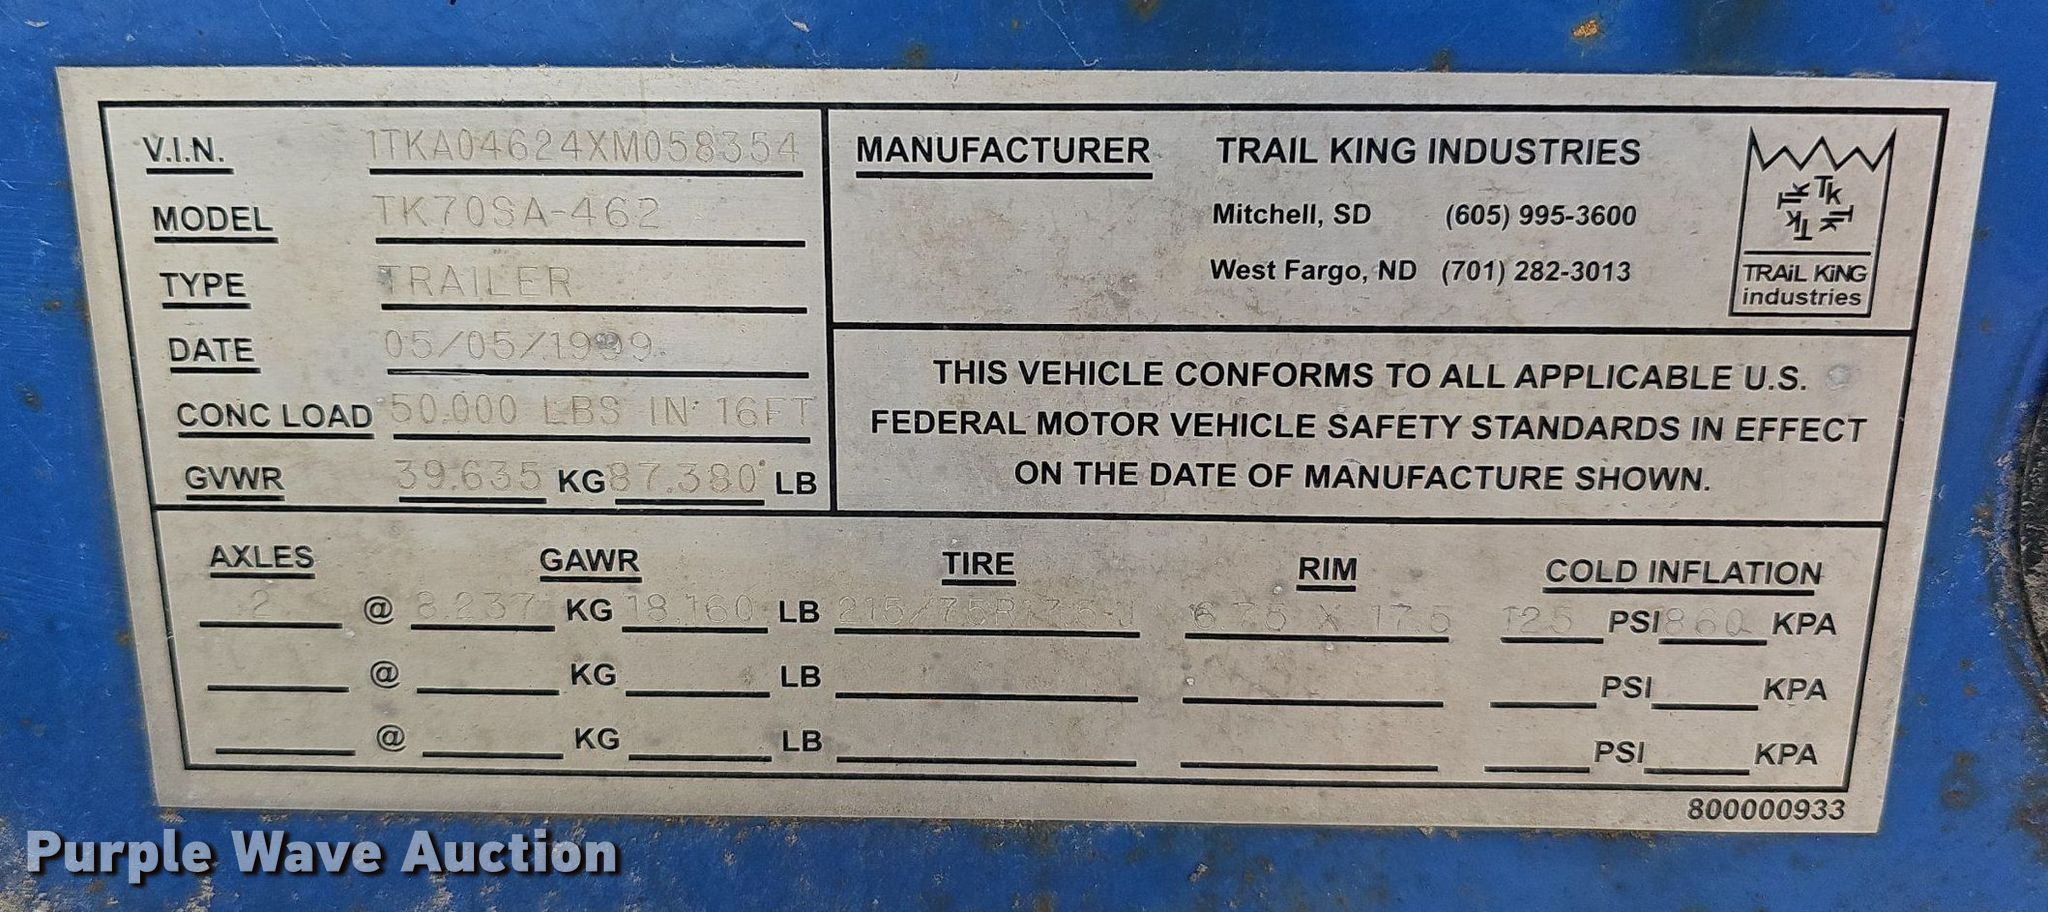 V.I.N. 1TKA04624XM058354
MODEL TK70SA-462
TYPE TRAILER
DATE 05/05/1999
CONC LOAD 50.000 LBS IN 16FT
GVWR 39.635 KG 87.380 LB
MANUFACTURER TRAIL KING INDUSTRIES
Mitchell, SD (605) 995-3600
West Fargo, ND (701) 282-3013
TK TK TK TK
TRAiL KiNG
industries
THIS VEHICLE CONFORMS TO ALL APPLICABLE U.S.
FEDERAL MOTOR VEHICLE SAFETY STANDARDS IN EFFECT
ON THE DATE OF MANUFACTURE SHOWN.
AXLES GAWR TIRE RIM COLD INFLATION
2 @ 8.237 KG 18.160 LB 6.75 X 17.5 125 PSI 860 KPA
@ KG LB PSI KPA
@ KG LB PSI KPA
800000933
Purple Wave Auction